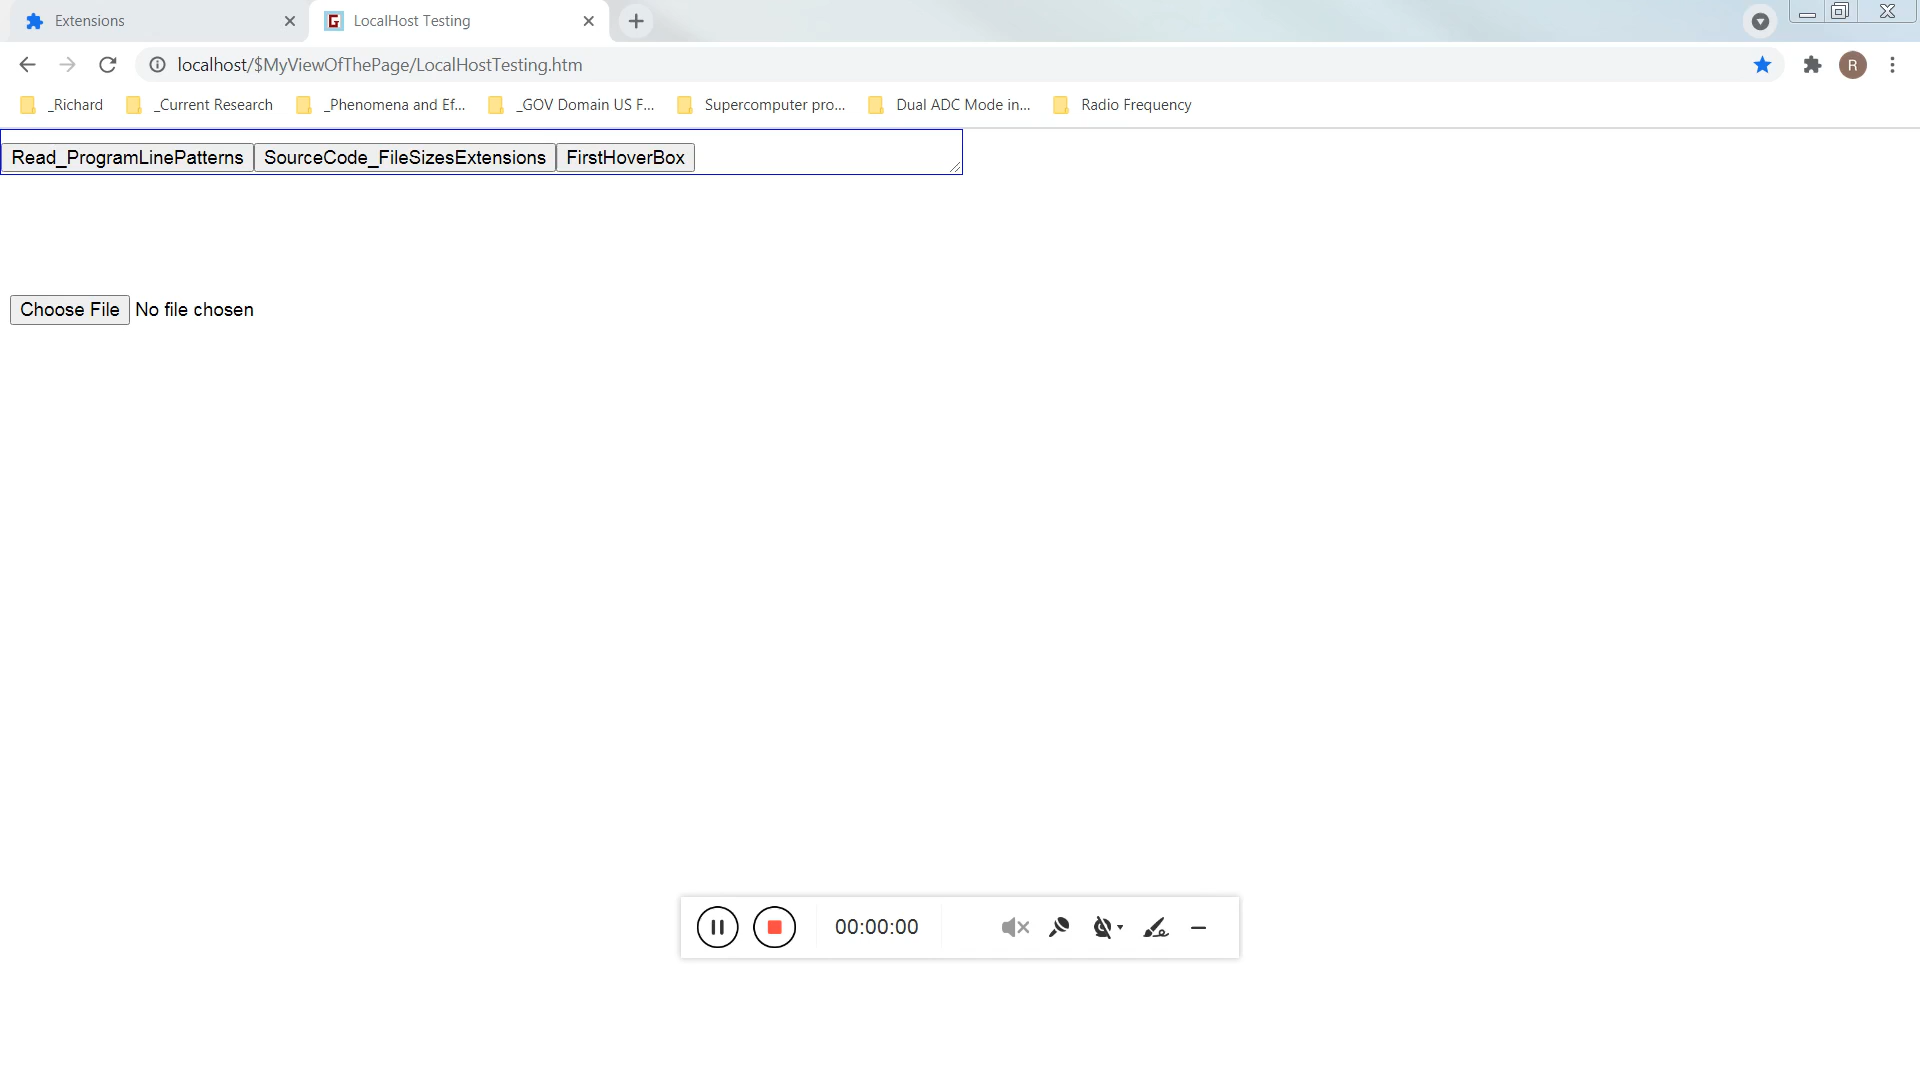 Extensions
LocalHost Testing
localhost/$MyViewOfThePage/LocalHostTesting.htm
R
_Richard
_Current Research
_Phenomena and Ef...
_GOV Domain US F...
Supercomputer pro...
Dual ADC Mode in...
Radio Frequency
Read_ProgramLinePatterns
SourceCode_FileSizesExtensions
FirstHoverBox
Choose File No file chosen
00:00:00